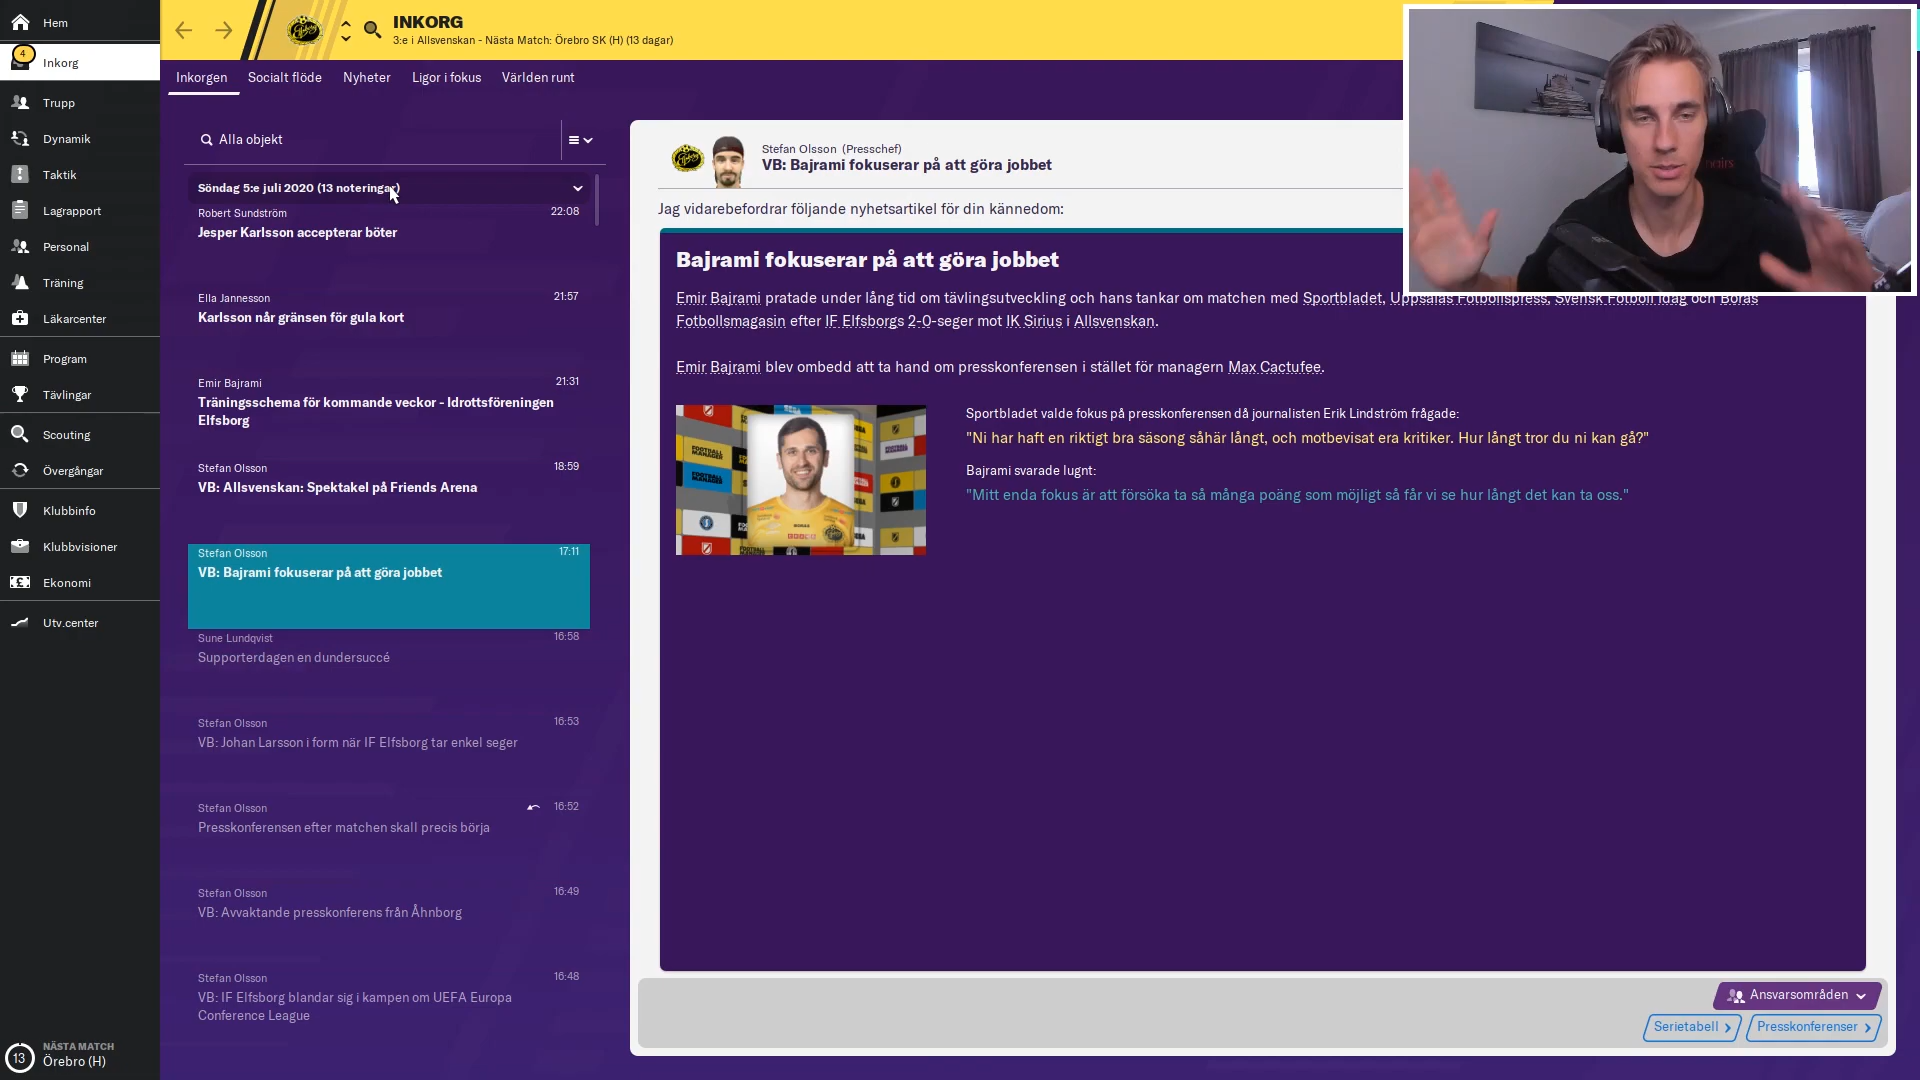 Hem
4
Inkorg
Trupp
Dynamik
Taktik
Lagrapport
Personal
Träning
Läkarcenter
Program
Tävlingar
Scouting
Övergångar
Klubbinfo
Klubbvisioner
Ekonomi
Utv.center
13
NÄSTA MATCH
Örebro (H)
INKORG
3:e i Allsvenskan - Nästa Match: Örebro SK (H) (13 dagar)
Inkorgen
Socialt flöde
Nyheter
Ligor i fokus
Världen runt
Alla objekt
Söndag 5:e juli 2020 (13 noteringar)
Robert Sundström
22:08
Jesper Karlsson accepterar böter
Ella Jannesson
21:57
Karlsson når gränsen för gula kort
Emir Bajrami
21:31
Träningsschema för kommande veckor - Idrottsföreningen
Elfsborg
Stefan Olsson
18:59
VB: Allsvenskan: Spektakel på Friends Arena
Stefan Olsson
17:11
VB: Bajrami fokuserar på att göra jobbet
Sune Lundqvist
16:58
Supporterdagen en dundersuccé
Stefan Olsson
16:53
VB: Johan Larsson i form när IF Elfsborg tar enkel seger
Stefan Olsson
16:52
Presskonferensen efter matchen skall precis börja
Stefan Olsson
16:49
VB: Avvaktande presskonferens från Åhnborg
Stefan Olsson
16:48
VB: IF Elfsborg blandar sig i kampen om UEFA Europa
Conference League
Stefan Olsson (Presschef)
VB: Bajrami fokuserar på att göra jobbet
Jag vidarebefordrar följande nyhetsartikel för din kännedom:
Bajrami fokuserar på att göra jobbet
Emir Bajrami pratade under lång tid om tävlingsutveckling och hans tankar om matchen med Sportbladet, Uppsalas Fotbollspress, Svensk Fotboll Idag och Borås
Fotbollsmagasin efter IF Elfsborgs 2-0-seger mot IK Sirius i Allsvenskan.
Emir Bajrami blev ombedd att ta hand om presskonferensen i stället för managern Max Cactufee.
Sportbladet valde fokus på presskonferensen då journalisten Erik Lindström frågade:
"Ni har haft en riktigt bra säsong såhär långt, och motbevisat era kritiker. Hur långt tror du ni kan gå?"
Bajrami svarade lugnt:
"Mitt enda fokus är att försöka ta så många poäng som möjligt så får vi se hur långt det kan ta oss."
Ansvarsområden
Serietabell
Presskonferenser